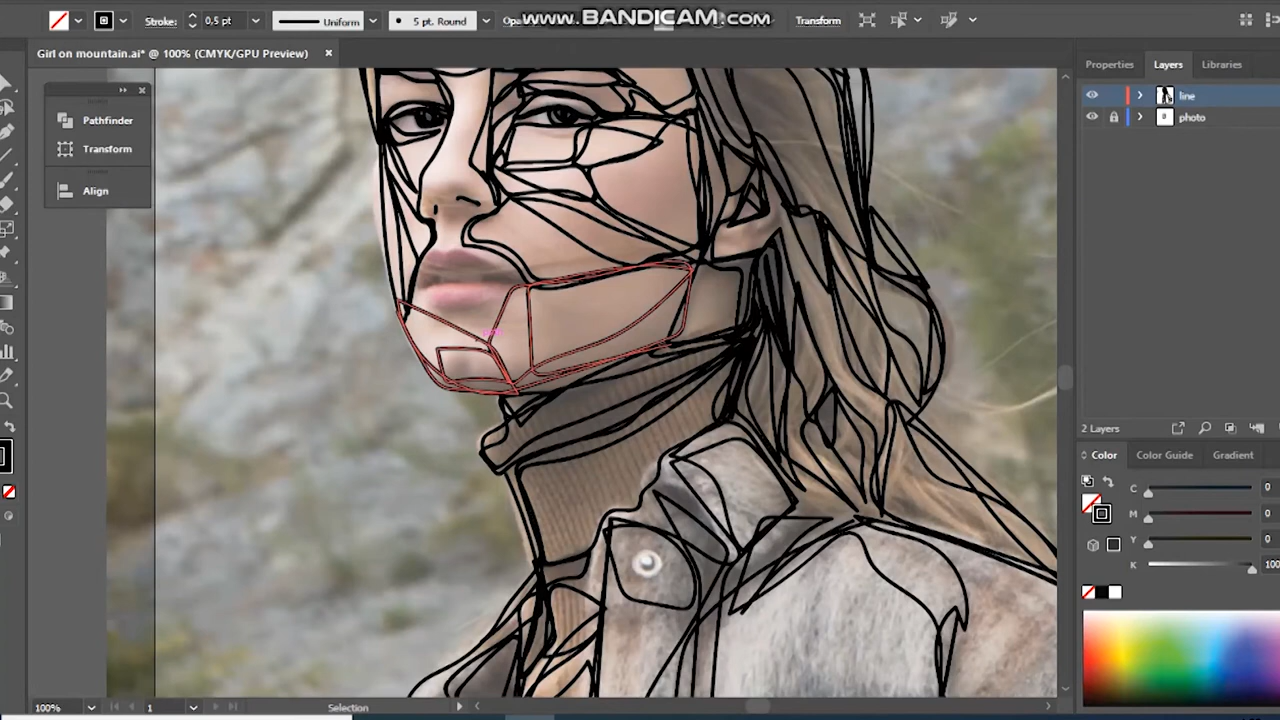 www.BANDICAM.com
Stroke: 0,5 pt Uniform 5 pt. Round Transform
Girl on mountain.ai* @ 100% (CMYK/GPU Preview) ×
Properties Layers Libraries
line
photo
Pathfinder
Transform
Align
2 Layers
Color Color Guide Gradient
C 0
M 0
Y 0
K 100
100% 1 Selection